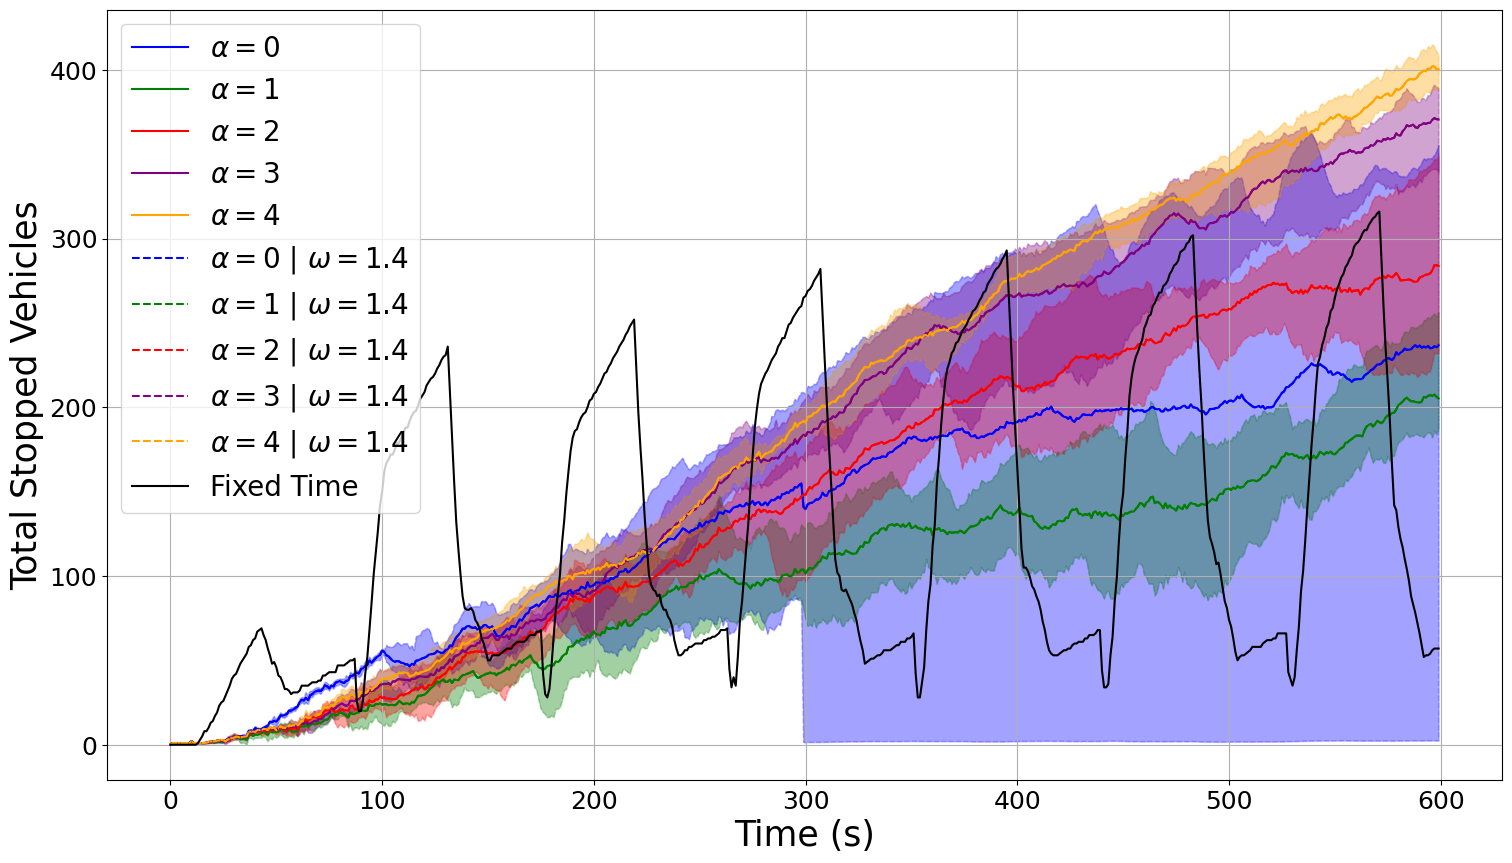 α = 0
α = 1
α = 2
α = 3
α = 4
α = 0 | ω = 1.4
α = 1 | ω = 1.4
α = 2 | ω = 1.4
α = 3 | ω = 1.4
α = 4 | ω = 1.4
Fixed Time
Total Stopped Vehicles
400
300
200
100
0
0 100 200 300 400 500 600
Time (s)